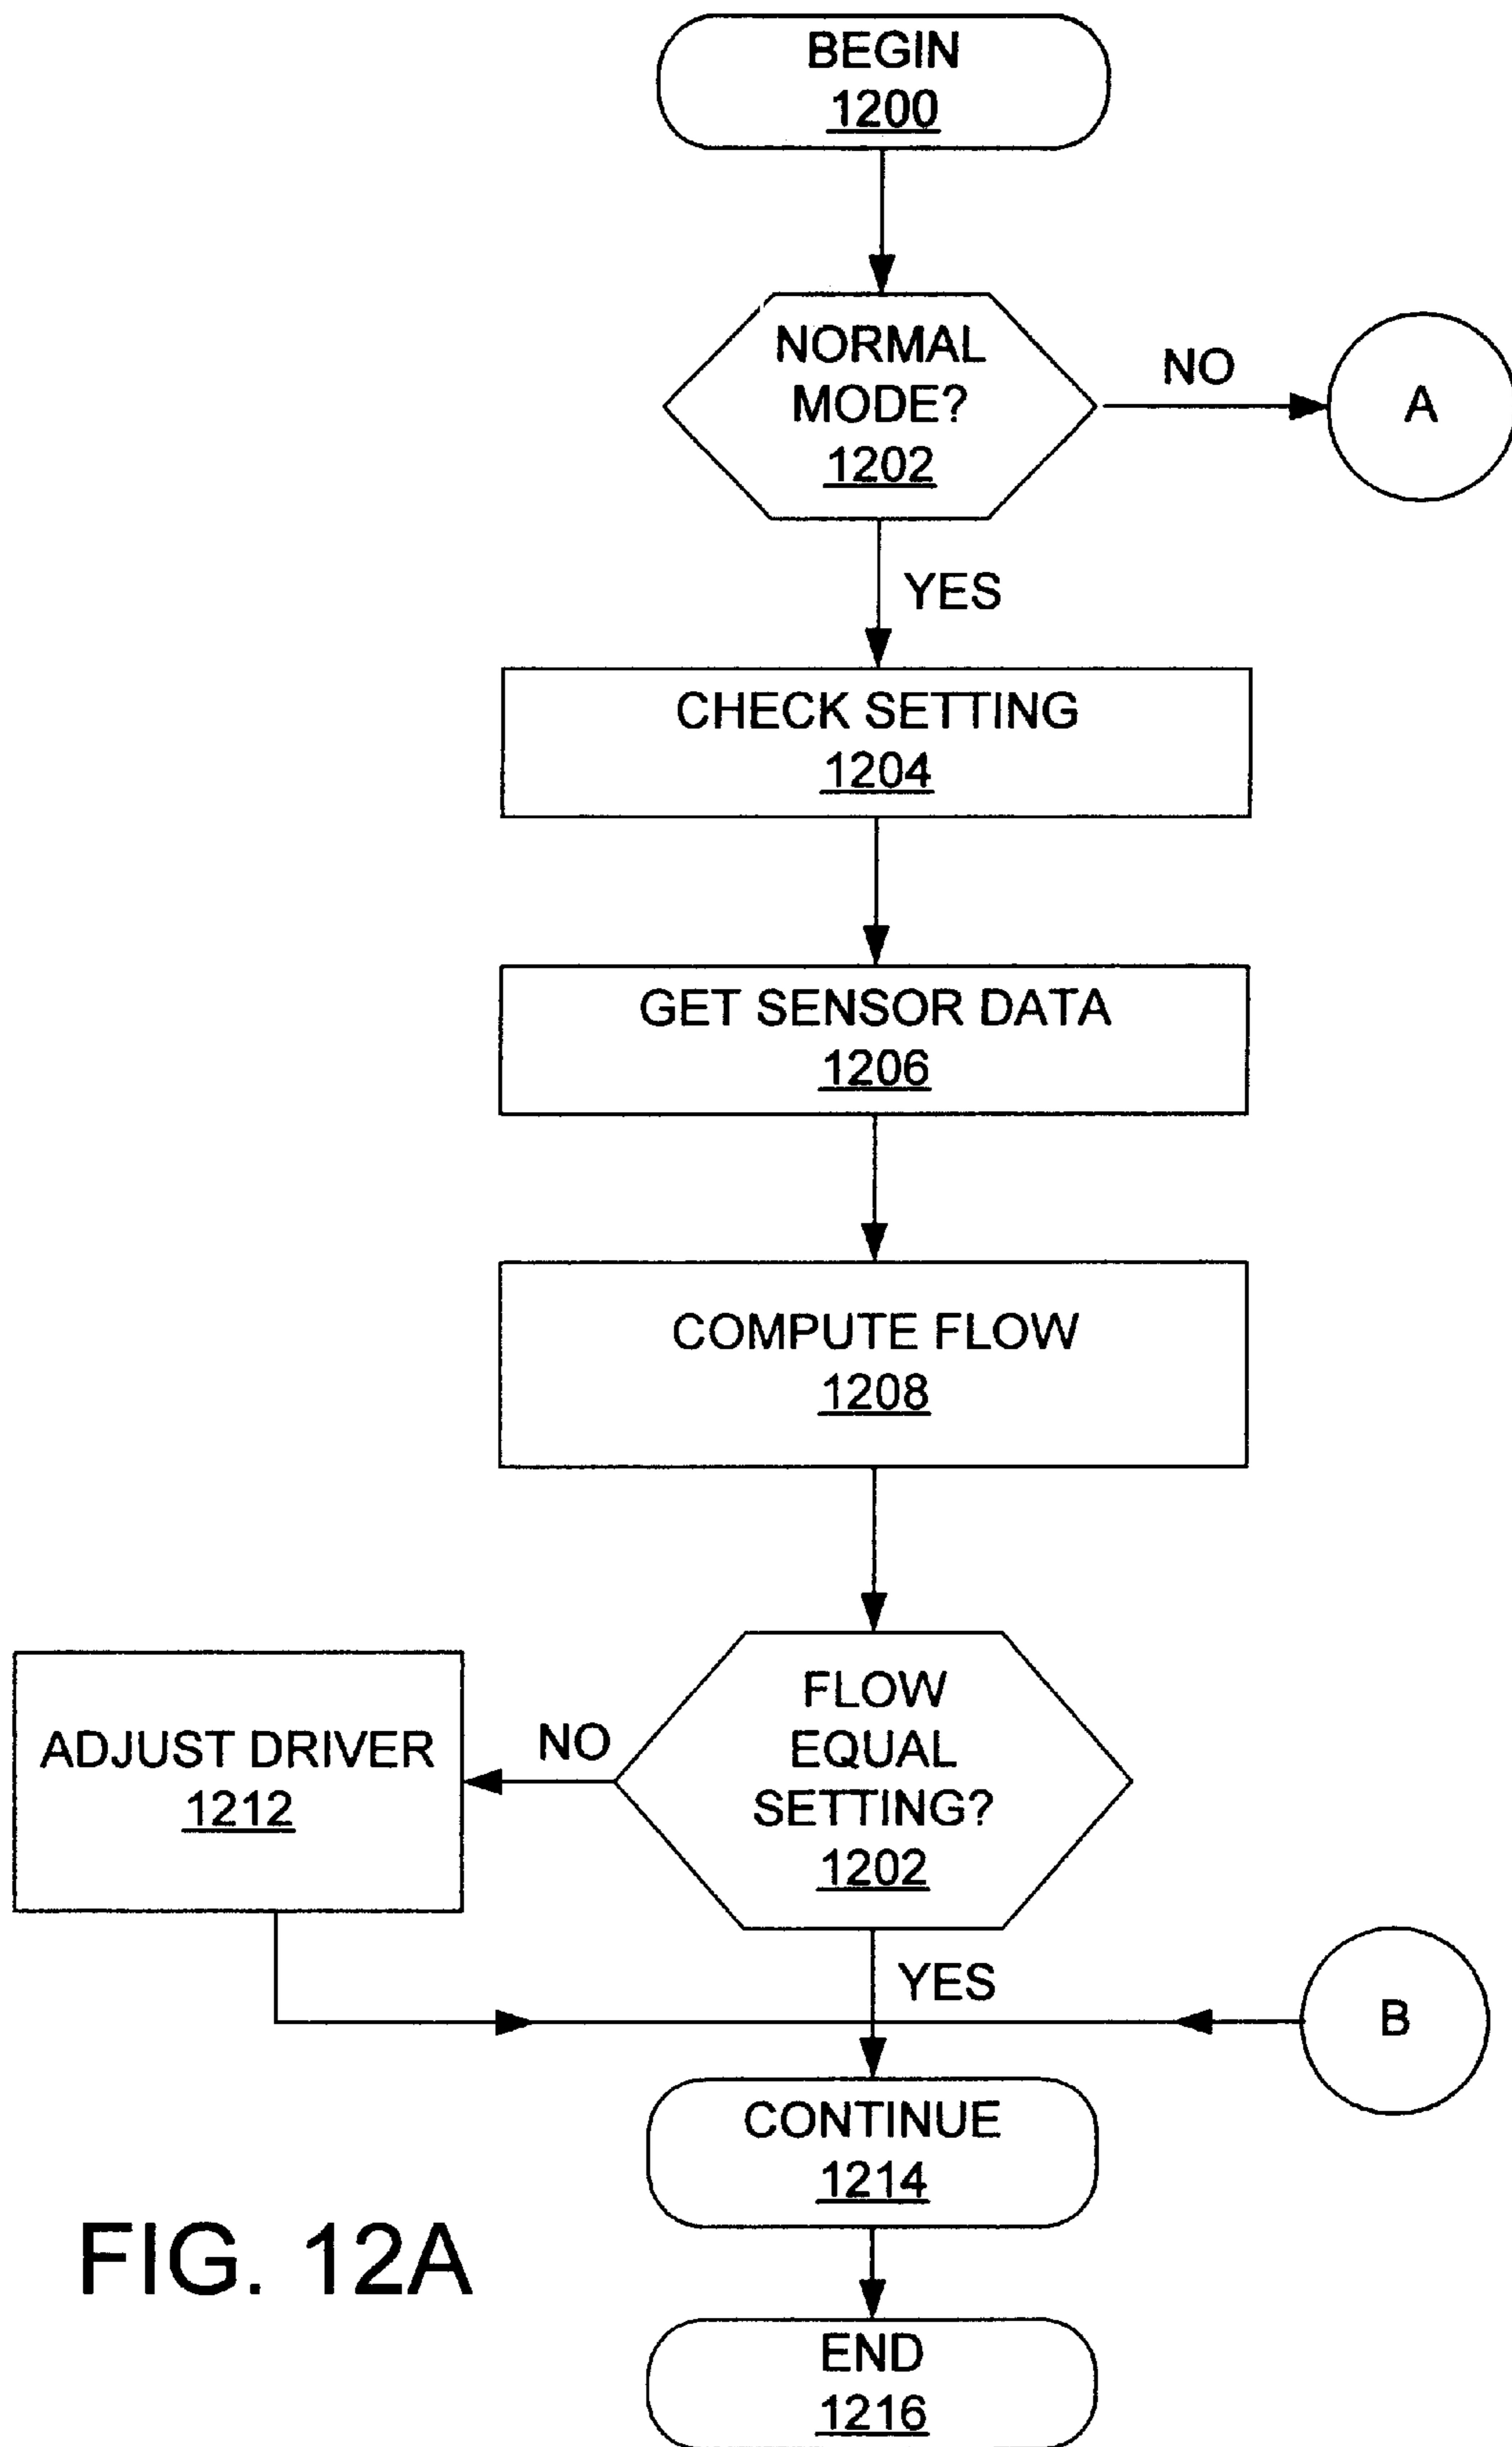 BEGIN
1200
NORMAL
MODE?
1202
NO
A
YES
CHECK SETTING
1204
GET SENSOR DATA
1206
COMPUTE FLOW
1208
FLOW
EQUAL
SETTING?
1202
NO
ADJUST DRIVER
1212
YES
B
CONTINUE
1214
END
1216
FIG. 12A